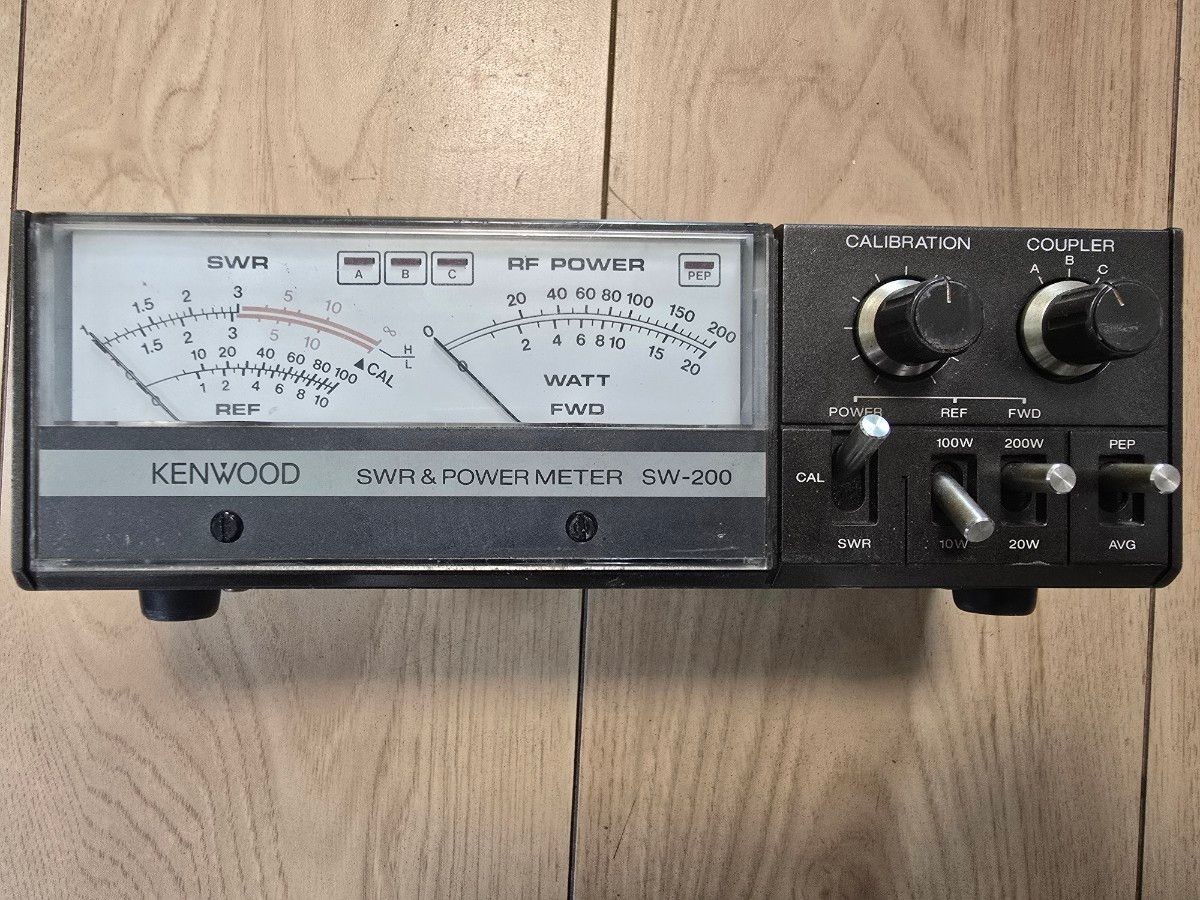 SWR
A B C
RF POWER
PEP
1 1.5 2 3 5 10 %
1.5 2 3 5 10
H
L
10 20 40 60 80 100
◀CAL
1 2 4 6 8 10
REF
0 20 40 60 80 100 150 200
2 4 6 8 10 15 20
WATT
FWD
KENWOOD SWR & POWER METER SW-200
CALIBRATION
COUPLER
A B C
POWER REF FWD
100W 200W PEP
CAL
SWR 10W 20W AVG